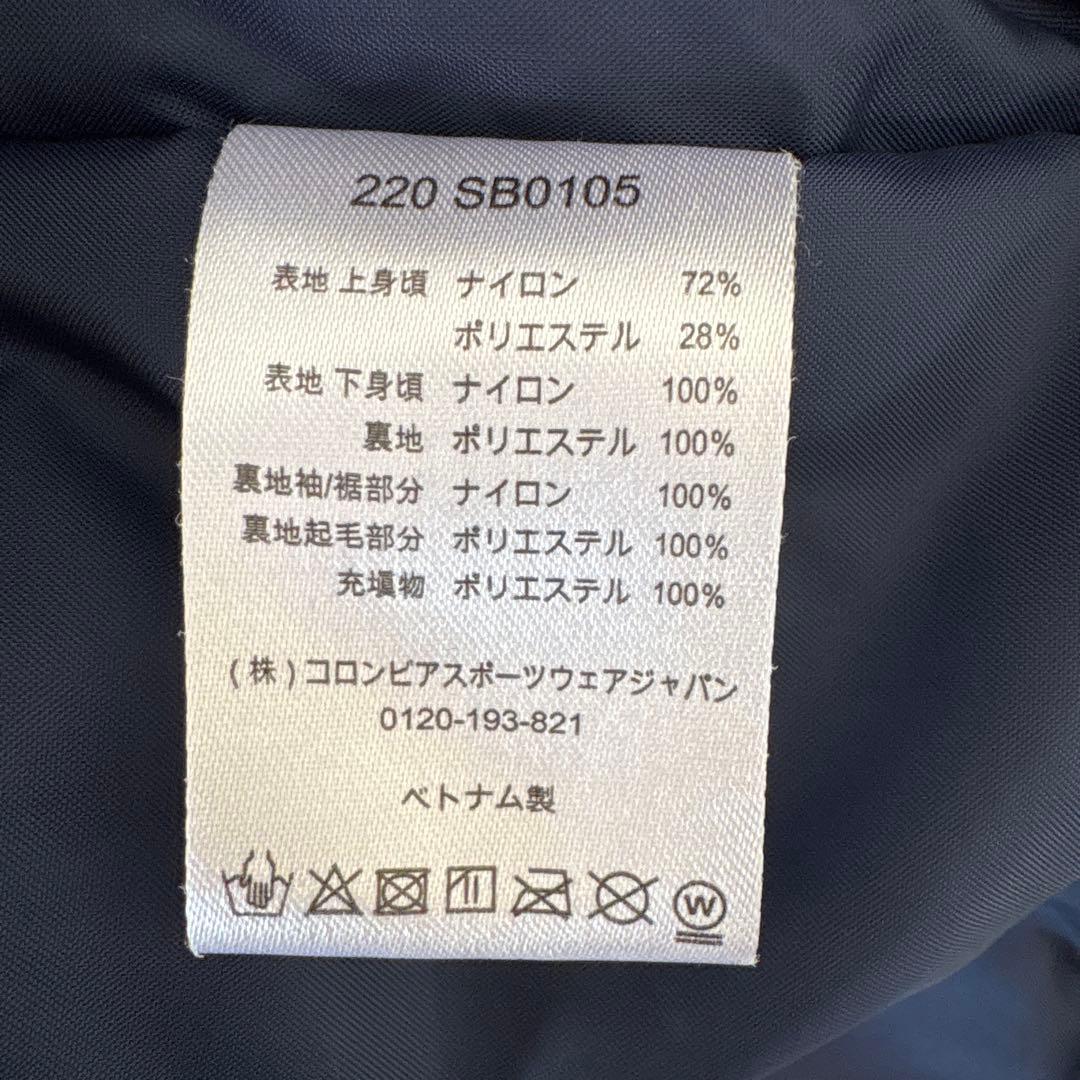 220 SB0105
表地 上身頃 ナイロン 72%
ポリエステル 28%
表地 下身頃 ナイロン 100%
裏地 ポリエステル 100%
裏地袖/裾部分 ナイロン 100%
裏地起毛部分 ポリエステル 100%
充塡物 ポリエステル 100%
(株)コロンビアスポーツウェアジャパン
0120-193-821
ベトナム製
W